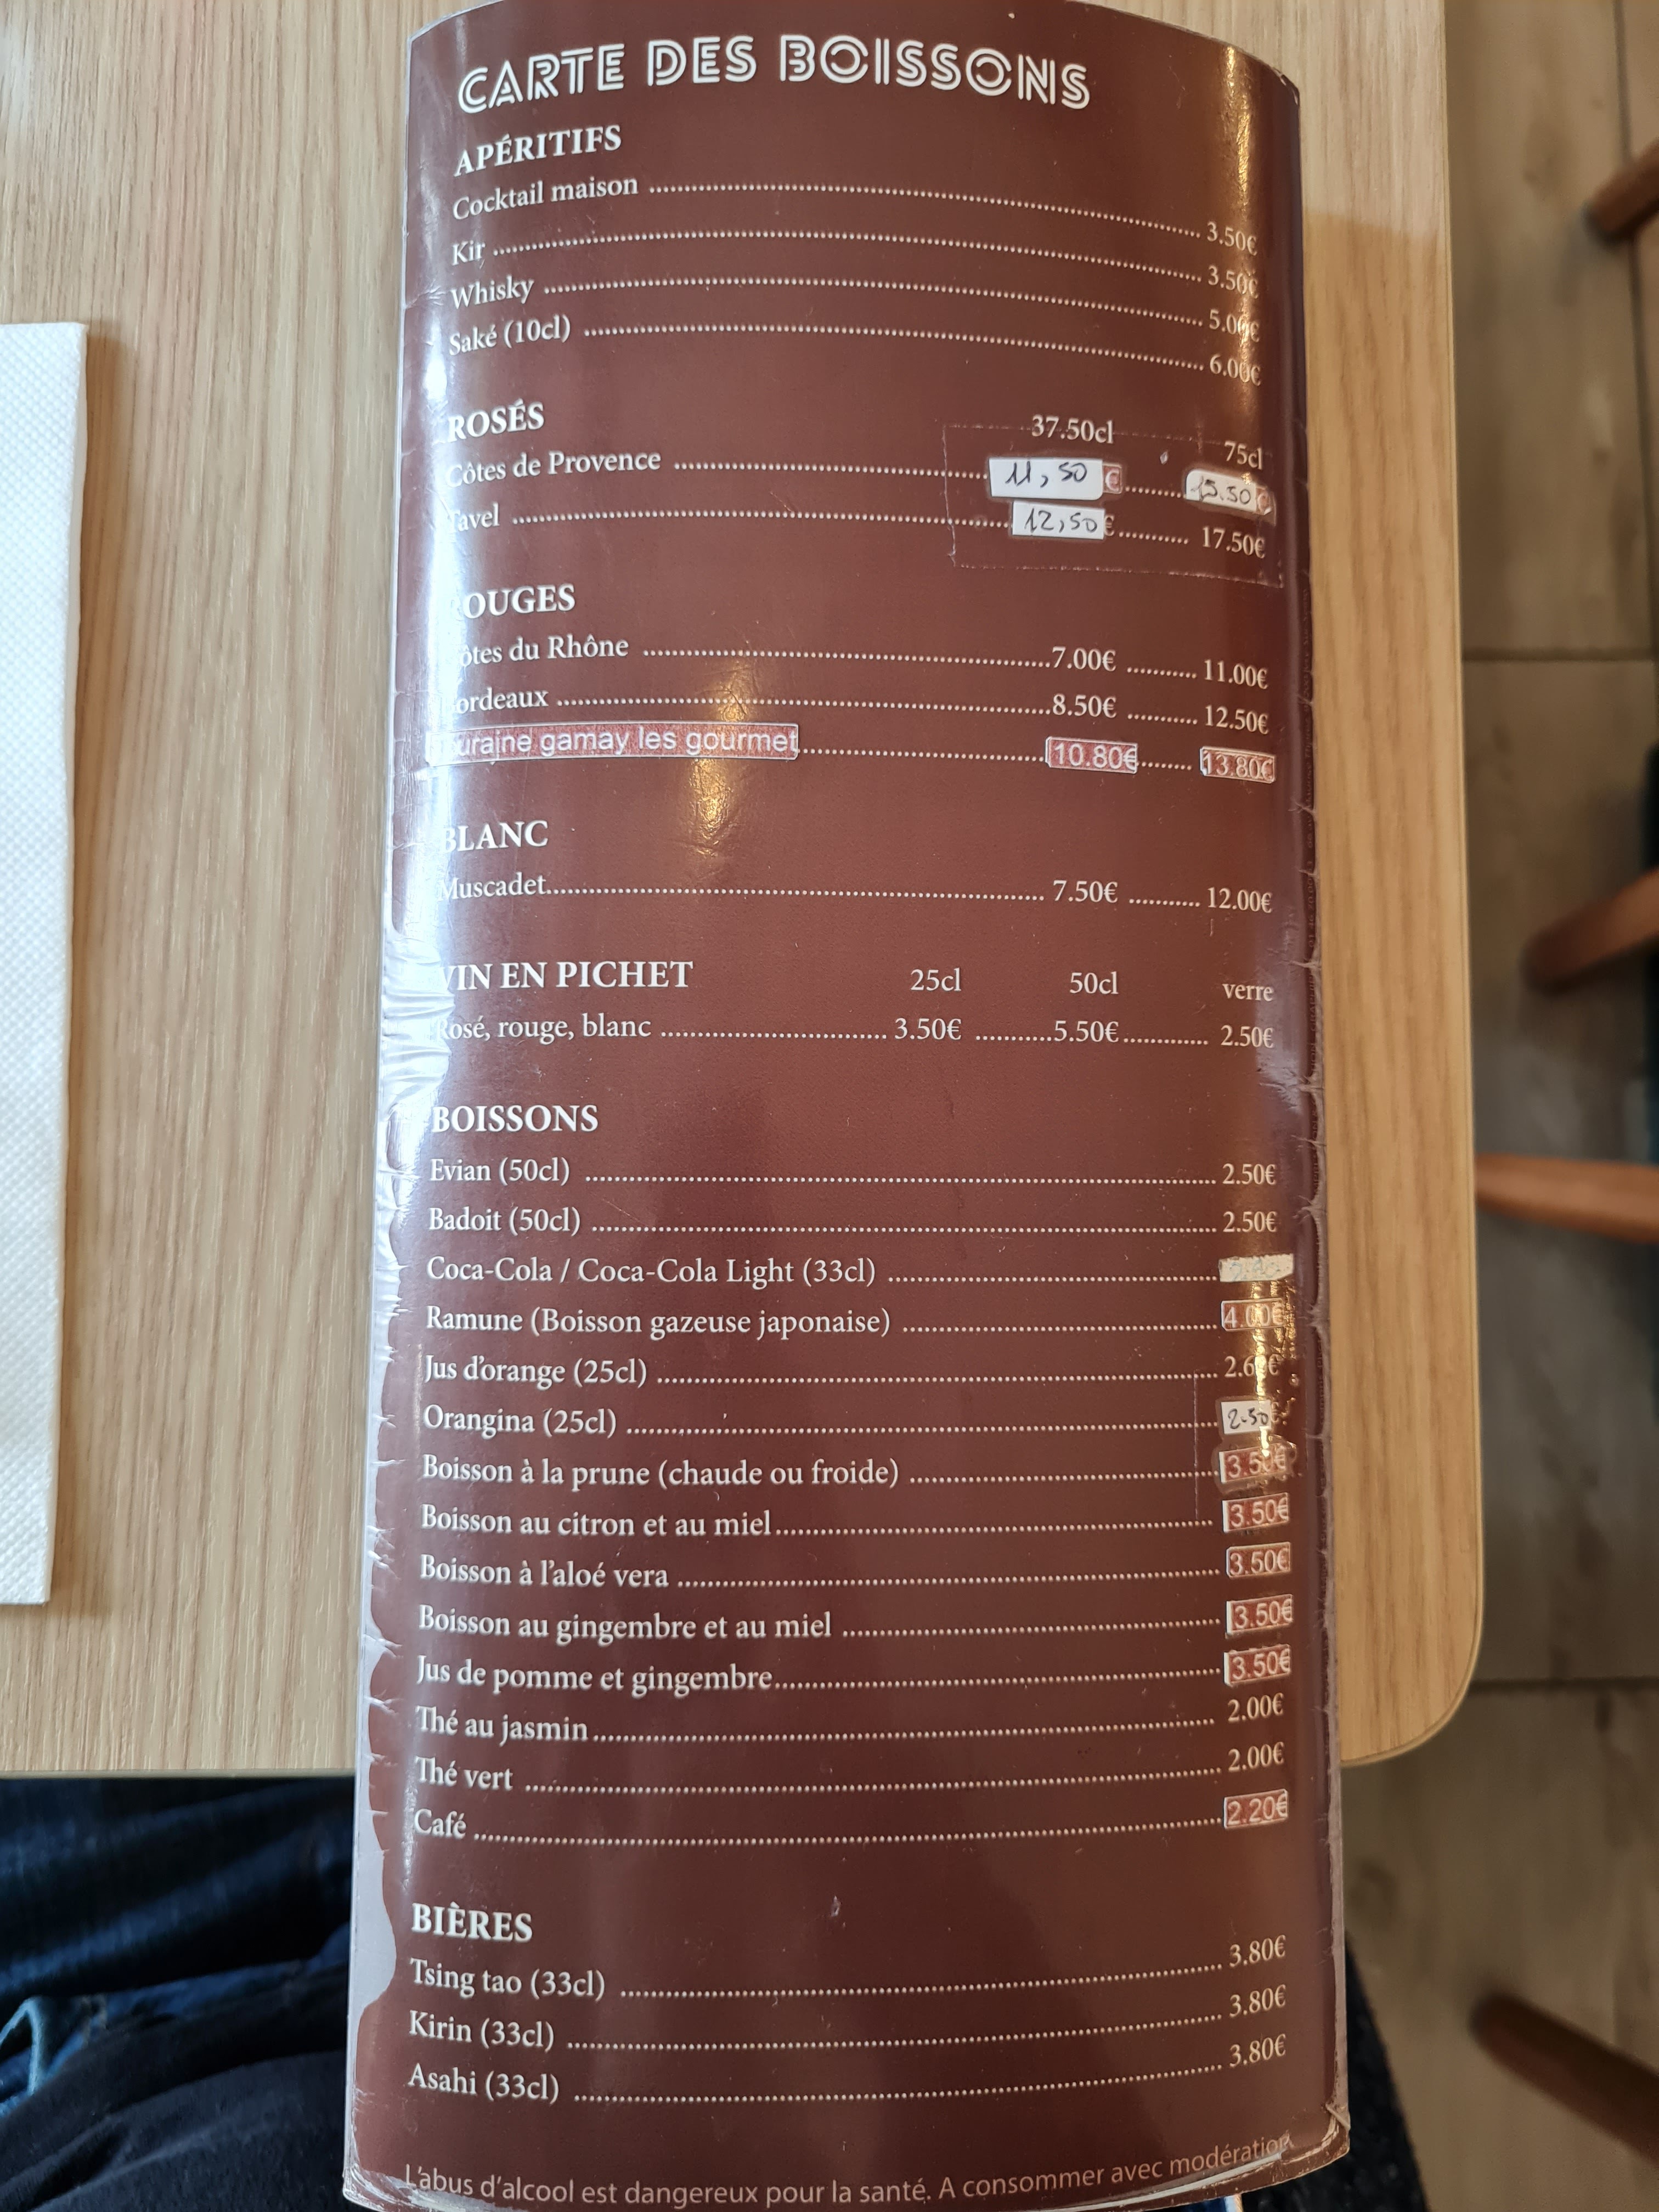 CARTE DES BOISSONS
APÉRITIFS
Cocktail maison 3.50€
Kir 3.50€
Whisky 5.00€
Saké (10cl) 6.00€
ROSÉS 37.50cl 75cl
Côtes de Provence 11,50 € 15.50€
Tavel 12,50€ 17.50€
ROUGES
Côtes du Rhône 7.00€ 11.00€
Bordeaux 8.50€ 12.50€
gamay les gourmet 10.80€ 13.80€
BLANC
Muscadet 7.50€ 12.00€
VIN EN PICHET 25cl 50cl verre
Rosé, rouge, blanc 3.50€ 5.50€ 2.50€
BOISSONS
Evian (50cl) 2.50€
Badoit (50cl) 2.50€
Coca-Cola / Coca-Cola Light (33cl)
Ramune (Boisson gazeuse japonaise) 4.00€
Jus d'orange (25cl) 2.60€
Orangina (25cl) 2.50€
Boisson à la prune (chaude ou froide) 3.50€
Boisson au citron et au miel 3.50€
Boisson à l'aloé vera 3.50€
Boisson au gingembre et au miel 3.50€
Jus de pomme et gingembre 3.50€
Thé au jasmin 2.00€
Thé vert 2.00€
Café 2.20€
BIÈRES
Tsing tao (33cl) 3.80€
Kirin (33cl) 3.80€
Asahi (33cl) 3.80€
L'abus d'alcool est dangereux pour la santé. A consommer avec modération